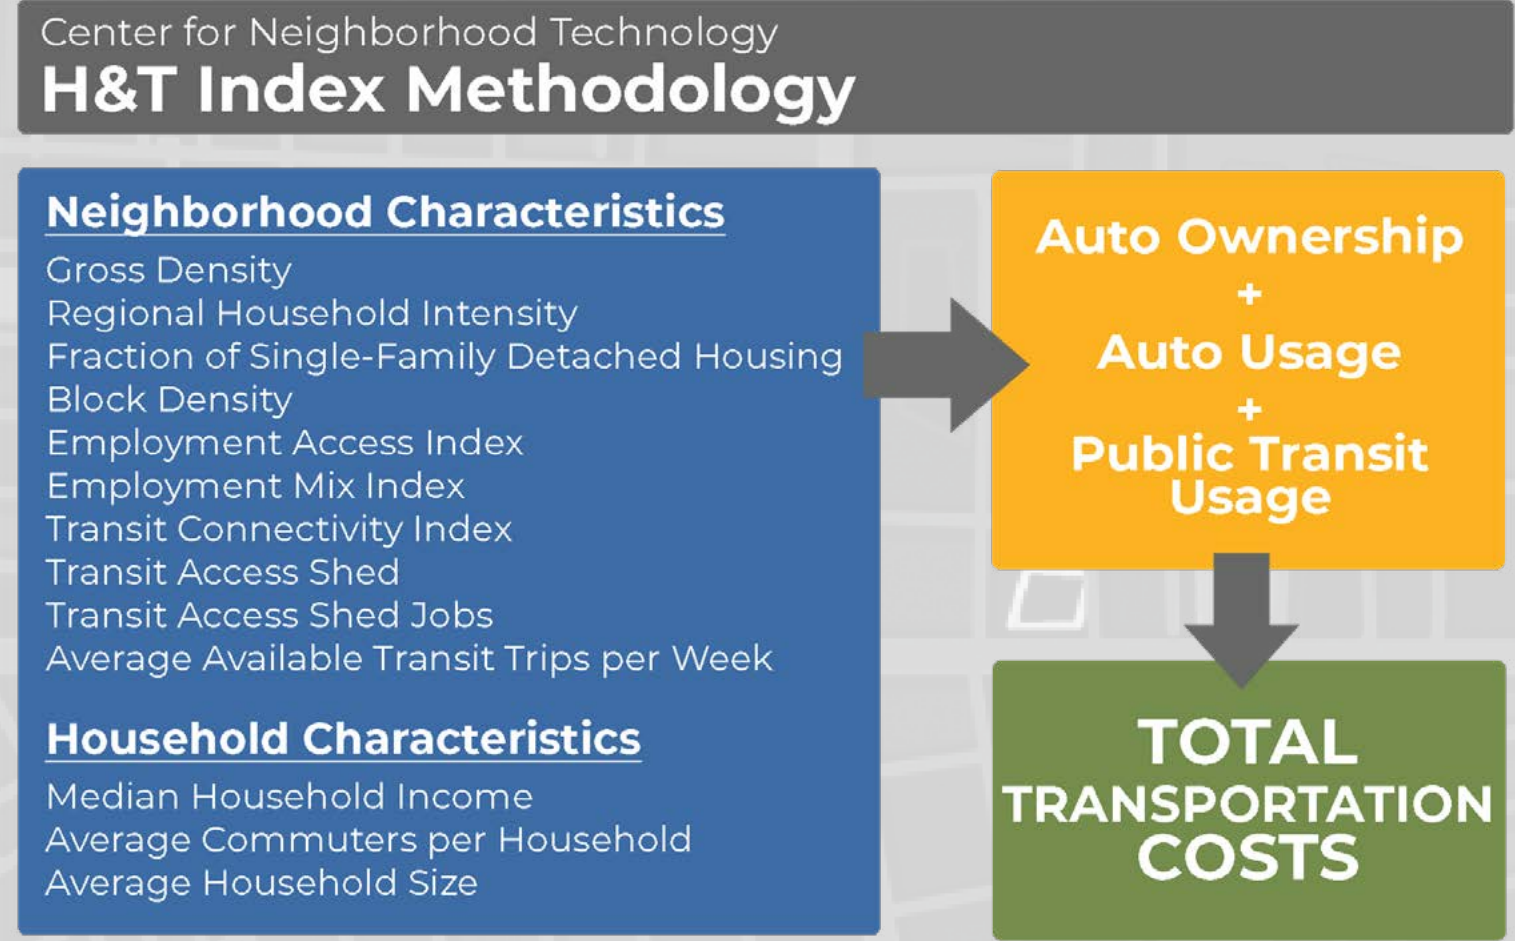 Center for Neighborhood Technology
H&T Index Methodology
Neighborhood Characteristics
Gross Density
Regional Household Intensity
Fraction of Single-Family Detached Housing
Block Density
Employment Access Index
Employment Mix Index
Transit Connectivity Index
Transit Access Shed
Transit Access Shed Jobs
Average Available Transit Trips per Week
Household Characteristics
Median Household Income
Average Commuters per Household
Average Household Size
Auto Ownership
+
Auto Usage
+
Public Transit
Usage
TOTAL
TRANSPORTATION
COSTS